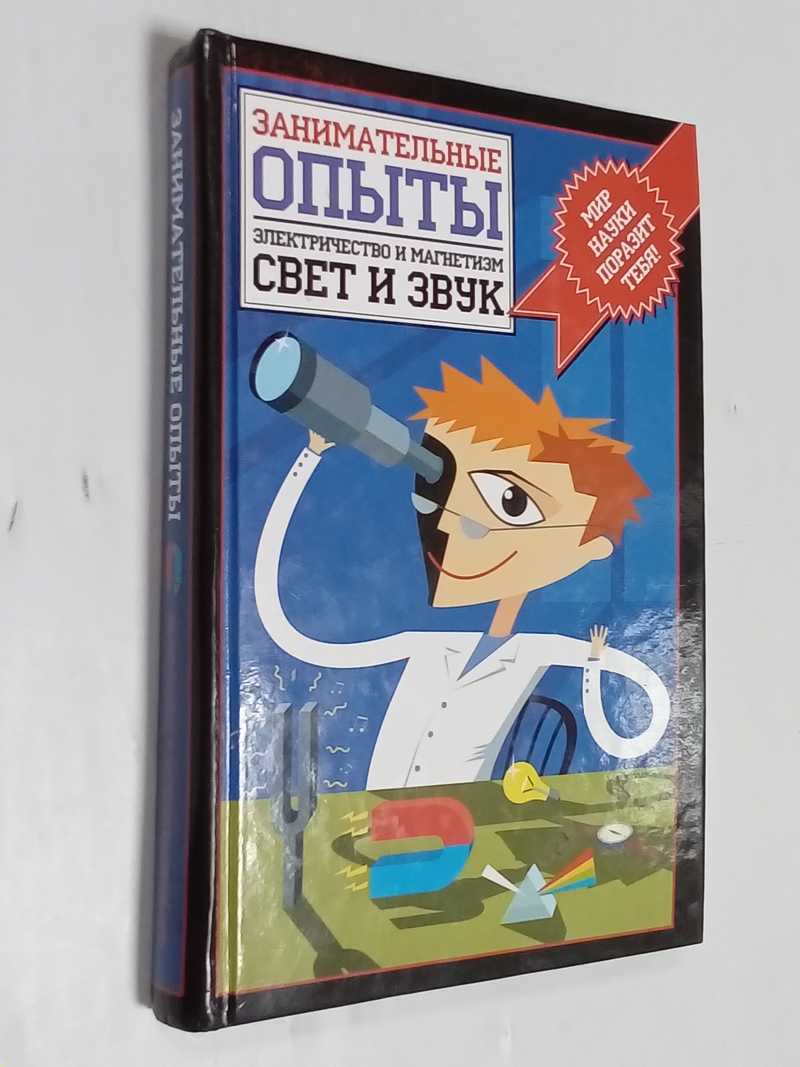 ЗАНИМАТЕЛЬНЫЕ
ОПЫТЫ
ЭЛЕКТРИЧЕСТВО И МАГНЕТИЗМ
СВЕТ И ЗВУК
МИР
НАУКИ
ПОРАЗИТ
ТЕБЯ!
ЗАНИМАТЕЛЬНЫЕ ОПЫТЫ